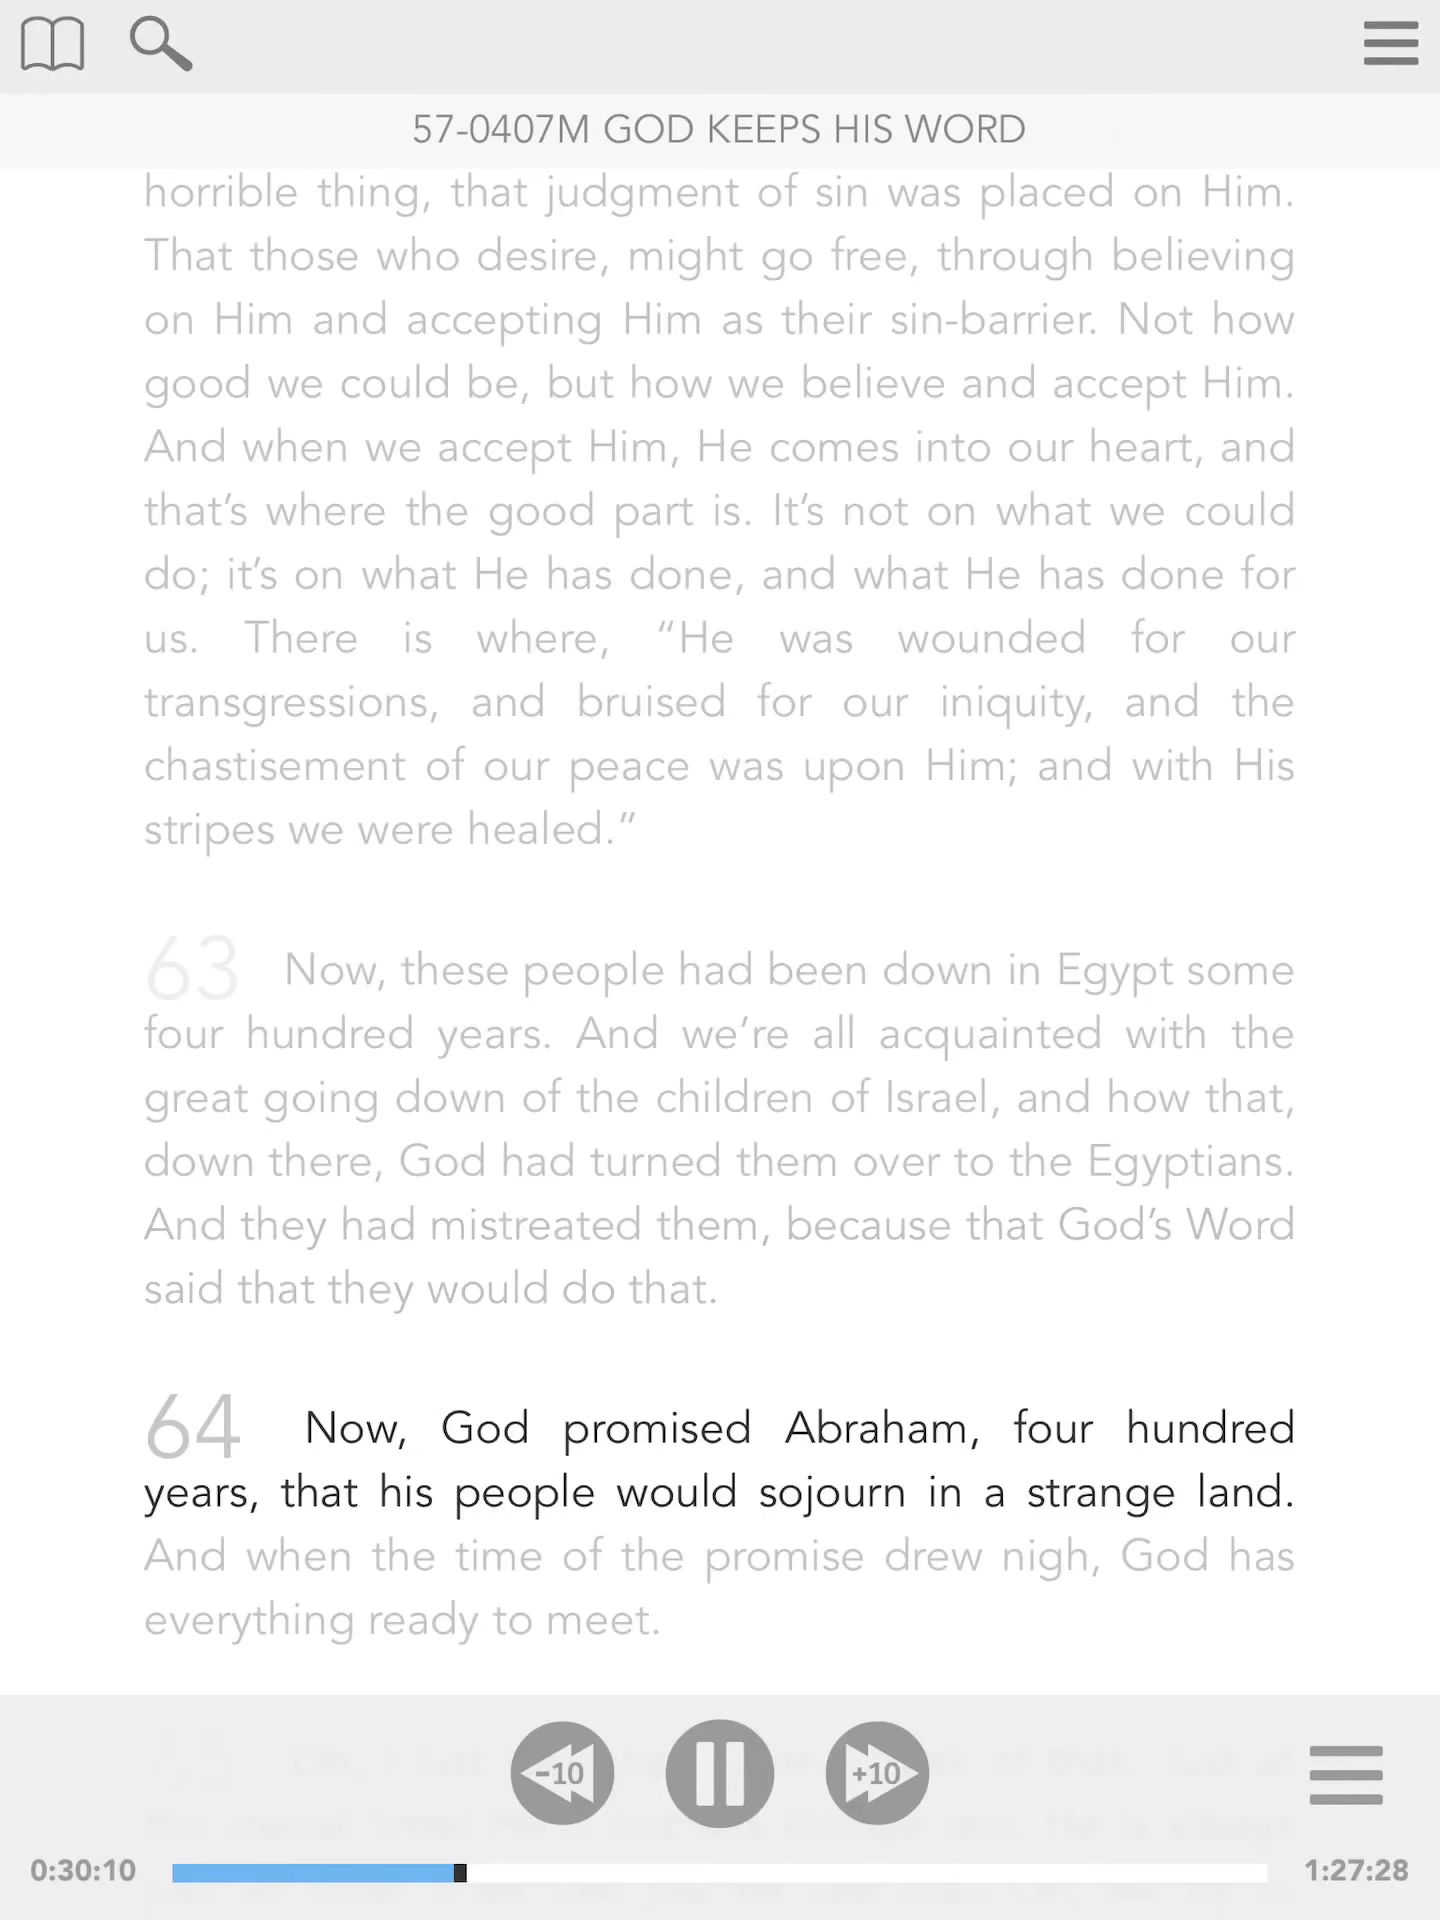 57-0407M GOD KEEPS HIS WORD
horrible thing, that judgment of sin was placed on Him.
That those who desire, might go free, through believing
on Him and accepting Him as their sin-barrier. Not how
good we could be, but how we believe and accept Him.
And when we accept Him, He comes into our heart, and
that’s where the good part is. It’s not on what we could
do; it’s on what He has done, and what He has done for
us. There is where, “He was wounded for our
transgressions, and bruised for our iniquity, and the
chastisement of our peace was upon Him; and with His
stripes we were healed.”
63 Now, these people had been down in Egypt some
four hundred years. And we’re all acquainted with the
great going down of the children of Israel, and how that,
down there, God had turned them over to the Egyptians.
And they had mistreated them, because that God’s Word
said that they would do that.
64 Now, God promised Abraham, four hundred
years, that his people would sojourn in a strange land.
And when the time of the promise drew nigh, God has
everything ready to meet.
-10 +10
0:30:10 1:27:28